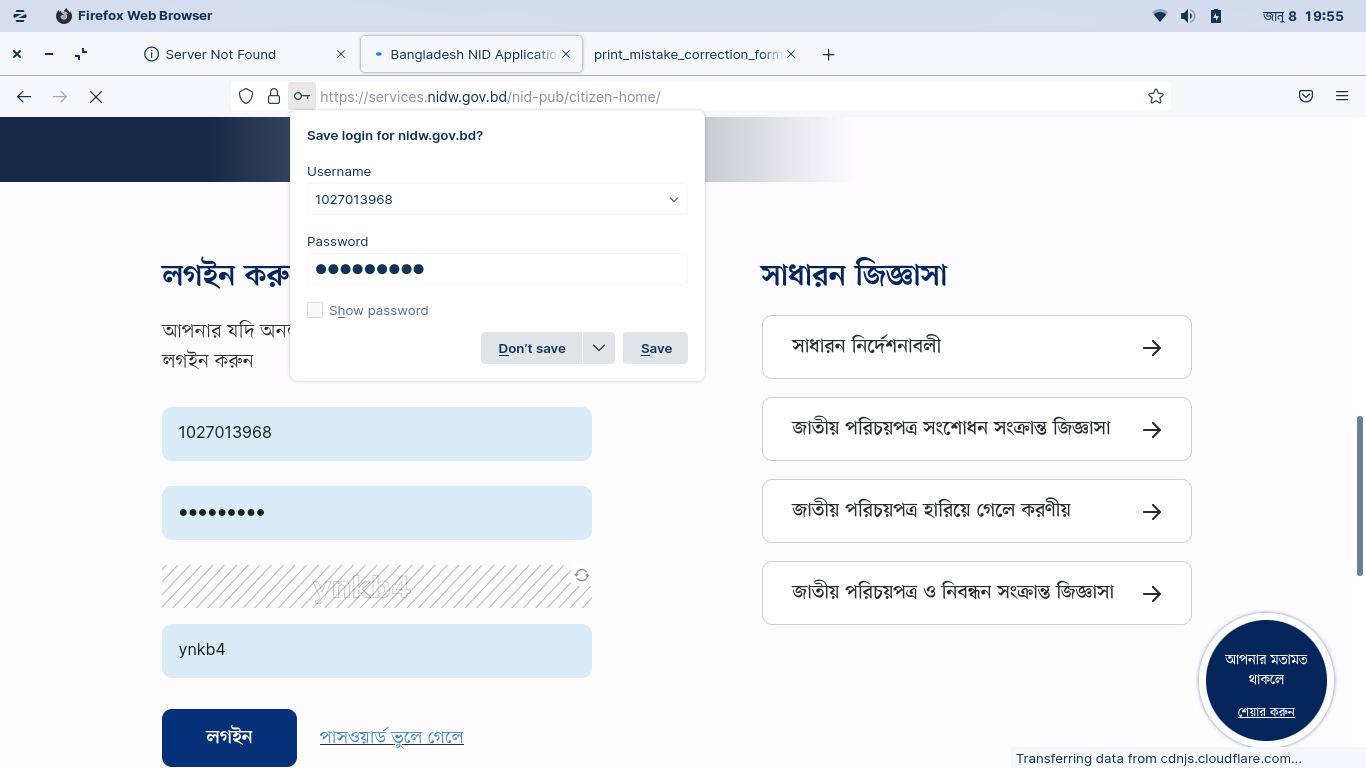 Firefox Web Browser
জানু 8 19:55
Server Not Found
Bangladesh NID Applicatio
print_mistake_correction_form
https://services.nidw.gov.bd/nid-pub/citizen-home/
Save login for nidw.gov.bd?
Username
1027013968
Password
●●●●●●●●●
Show password
Don't save
Save
লগইন করু
আপনার যদি
লগইন করুন
1027013968
●●●●●●●●●
ynkb4
ynkb4
লগইন
পাসওয়ার্ড ভুলে গেলে
সাধারন জিজ্ঞাসা
সাধারন নির্দেশনাবলী
জাতীয় পরিচয়পত্র সংশোধন সংক্রান্ত জিজ্ঞাসা
জাতীয় পরিচয়পত্র হারিয়ে গেলে করণীয়
জাতীয় পরিচয়পত্র ও নিবন্ধন সংক্রান্ত জিজ্ঞাসা
আপনার মতামত
থাকলে
শেয়ার করুন
Transferring data from cdnjs.cloudflare.com...